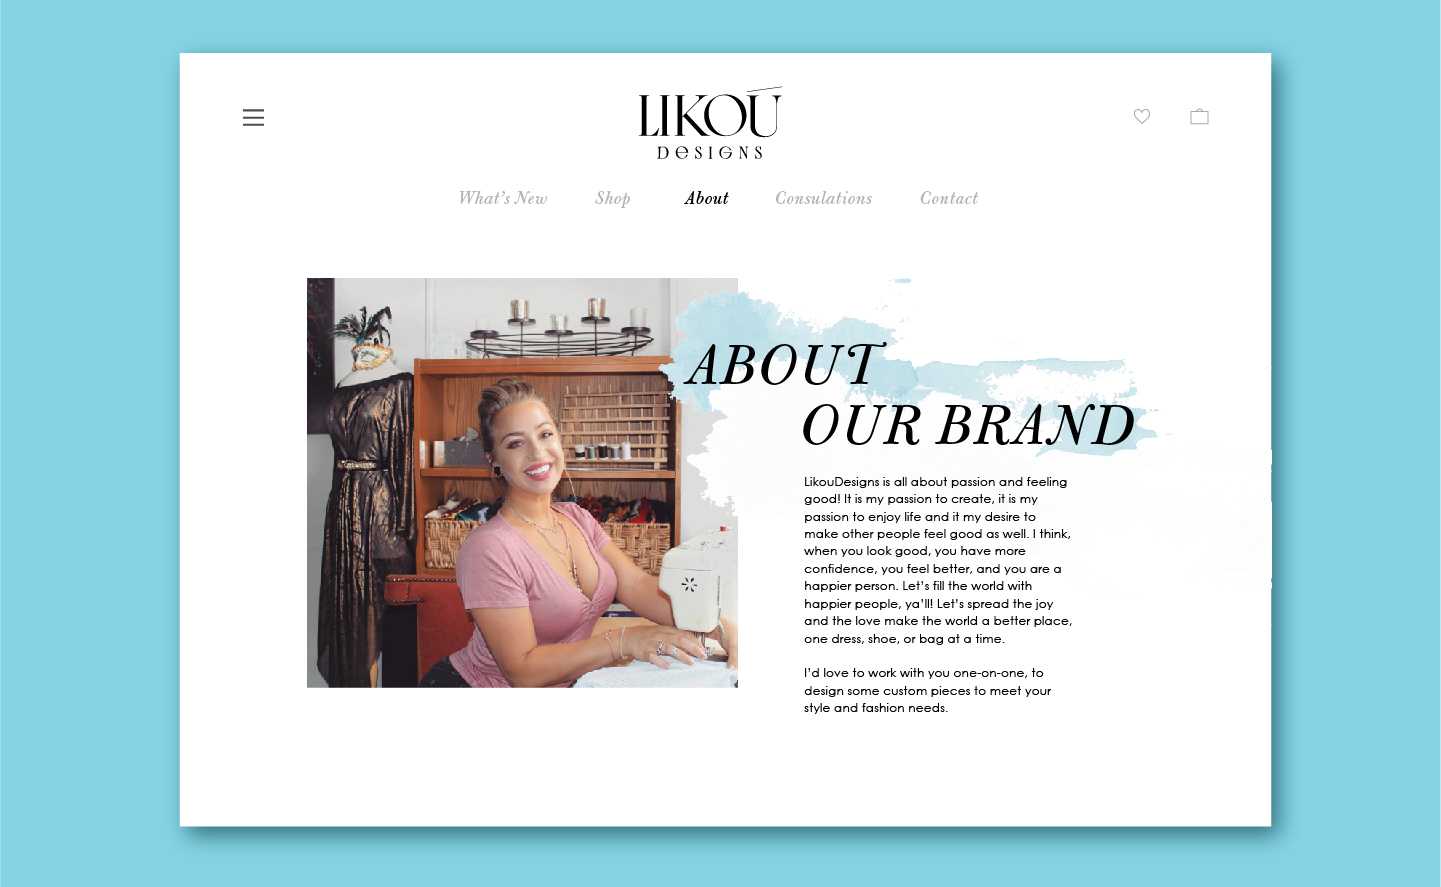 LIKOÚ
DESIGNS
What's New Shop About Consulations Contact
ABOUT
OUR BRAND
LikouDesigns is all about passion and feeling
good! It is my passion to create, it is my
passion to enjoy life and it my desire to
make other people feel good as well. I think,
when you look good, you have more
confidence, you feel better, and you are a
happier person. Let's fill the world with
happier people, ya'll! Let's spread the joy
and the love make the world a better place,
one dress, shoe, or bag at a time.
I'd love to work with you one-on-one, to
design some custom pieces to meet your
style and fashion needs.